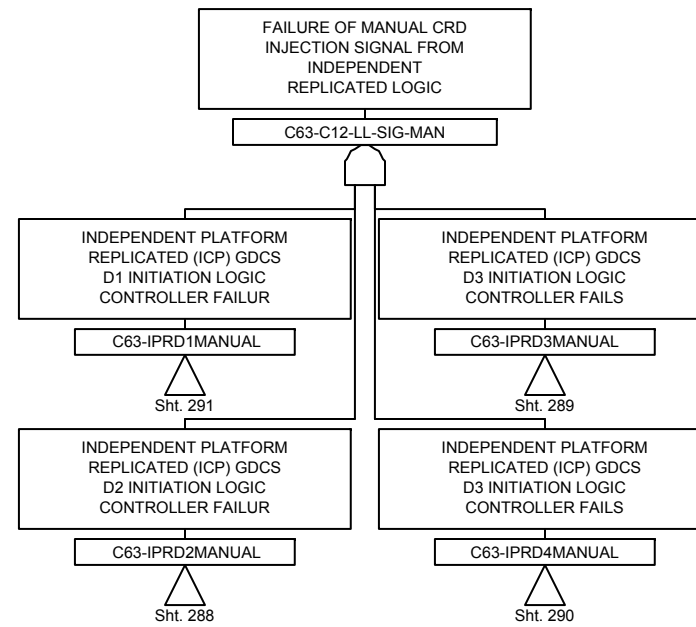 FAILURE OF MANUAL CRD
INJECTION SIGNAL FROM
INDEPENDENT
REPLICATED LOGIC
C63-C12-LL-SIG-MAN
INDEPENDENT PLATFORM
REPLICATED (ICP) GDCS
D1 INITIATION LOGIC
CONTROLLER FAILUR
C63-IPRD1MANUAL
Sht. 291
INDEPENDENT PLATFORM
REPLICATED (ICP) GDCS
D3 INITIATION LOGIC
CONTROLLER FAILS
C63-IPRD3MANUAL
Sht. 289
INDEPENDENT PLATFORM
REPLICATED (ICP) GDCS
D2 INITIATION LOGIC
CONTROLLER FAILUR
C63-IPRD2MANUAL
Sht. 288
INDEPENDENT PLATFORM
REPLICATED (ICP) GDCS
D3 INITIATION LOGIC
CONTROLLER FAILS
C63-IPRD4MANUAL
Sht. 290